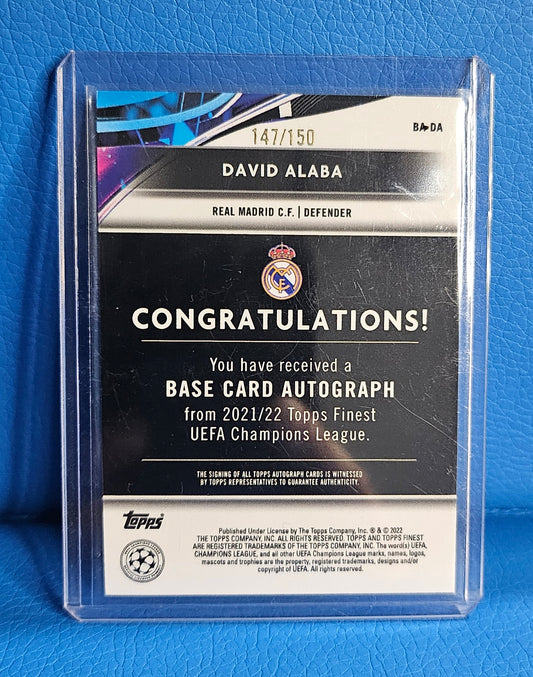 147/150
BA-DA
DAVID ALABA
REAL MADRID C.F. | DEFENDER
CONGRATULATIONS!
You have received a
BASE CARD AUTOGRAPH
from 2021/22 Topps Finest
UEFA Champions League.
THE SIGNING OF ALL TOPPS AUTOGRAPH CARDS IS WITNESSED
BY TOPPS REPRESENTATIVES TO GUARANTEE AUTHENTICITY.
Topps
Published Under License by The Topps Company, Inc. ® & © 2022
THE TOPPS COMPANY, INC. ALL RIGHTS RESERVED. TOPPS AND TOPPS FINEST
ARE REGISTERED TRADEMARKS OF THE TOPPS COMPANY, INC. The word(s) UEFA,
CHAMPIONS LEAGUE, and all other UEFA Champions League marks, names, logos,
mascots and trophies are the property, registered trademarks, designs and/or
copyright of UEFA. All rights reserved.